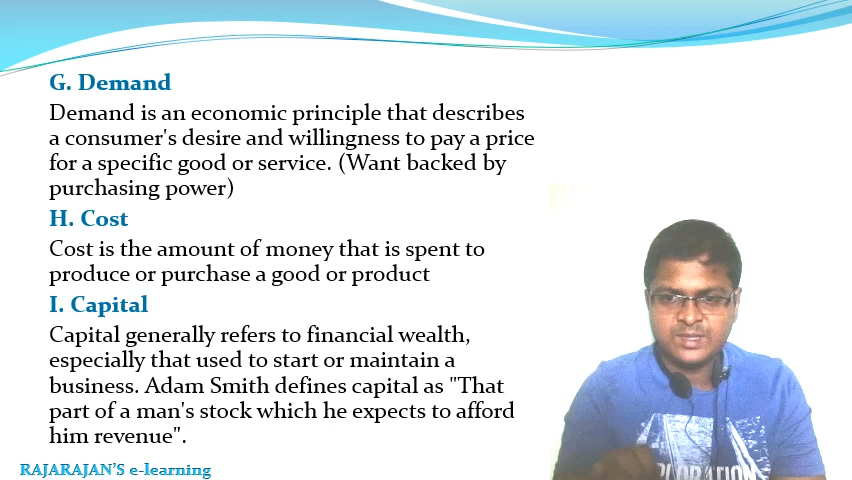 G. Demand
Demand is an economic principle that describes
a consumer's desire and willingness to pay a price
for a specific good or service. (Want backed by
purchasing power)
H. Cost
Cost is the amount of money that is spent to
produce or purchase a good or product
I. Capital
Capital generally refers to financial wealth,
especially that used to start or maintain a
business. Adam Smith defines capital as "That
part of a man's stock which he expects to afford
him revenue".
RAJARAJAN'S e-learning